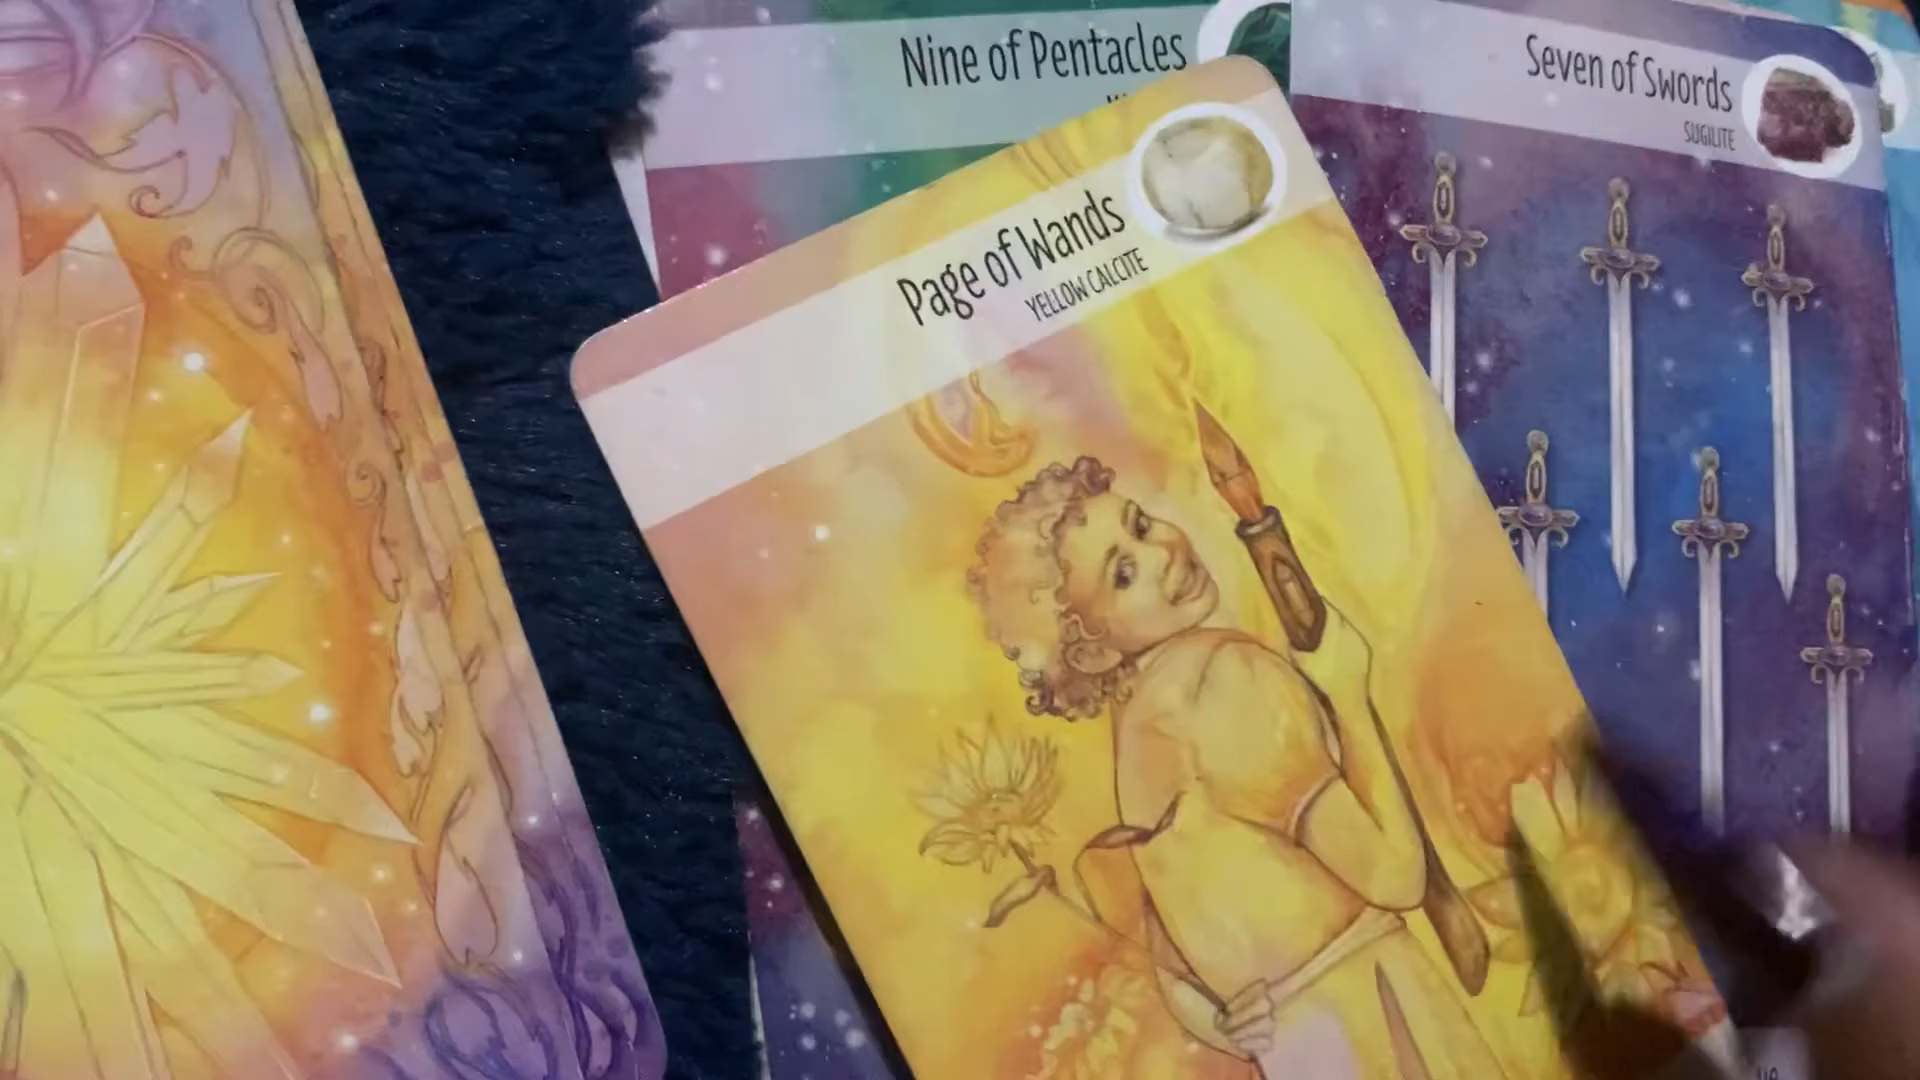 Nine of Pentacles
Seven of Swords
SUGILITE
Page of Wands
YELLOW CALCITE